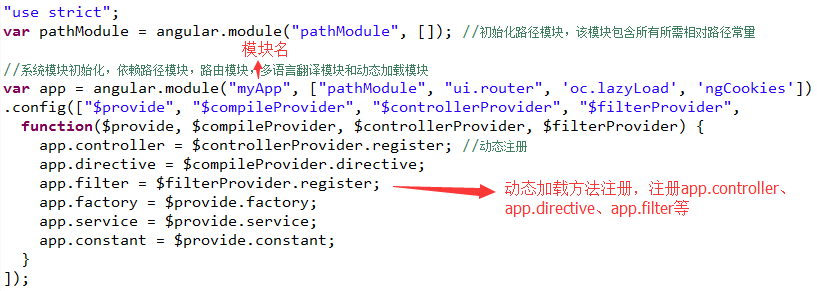 "use strict";
var pathModule = angular.module("pathModule", []); //初始化路径模块，该模块包含所有所需相对路径常量
模块名
//系统模块初始化，依赖路径模块，路由模块，多语言翻译模块和动态加载模块
var app = angular.module("myApp", ["pathModule", "ui.router", 'oc.lazyLoad', 'ngCookies'])
.config(["$provide", "$compileProvider", "$controllerProvider", "$filterProvider",
function($provide, $compileProvider, $controllerProvider, $filterProvider) {
app.controller = $controllerProvider.register; //动态注册
app.directive = $compileProvider.directive;
app.filter = $filterProvider.register;
动态加载方法注册，注册app.controller、
app.directive、app.filter等
app.factory = $provide.factory;
app.service = $provide.service;
app.constant = $provide.constant;
}
]);